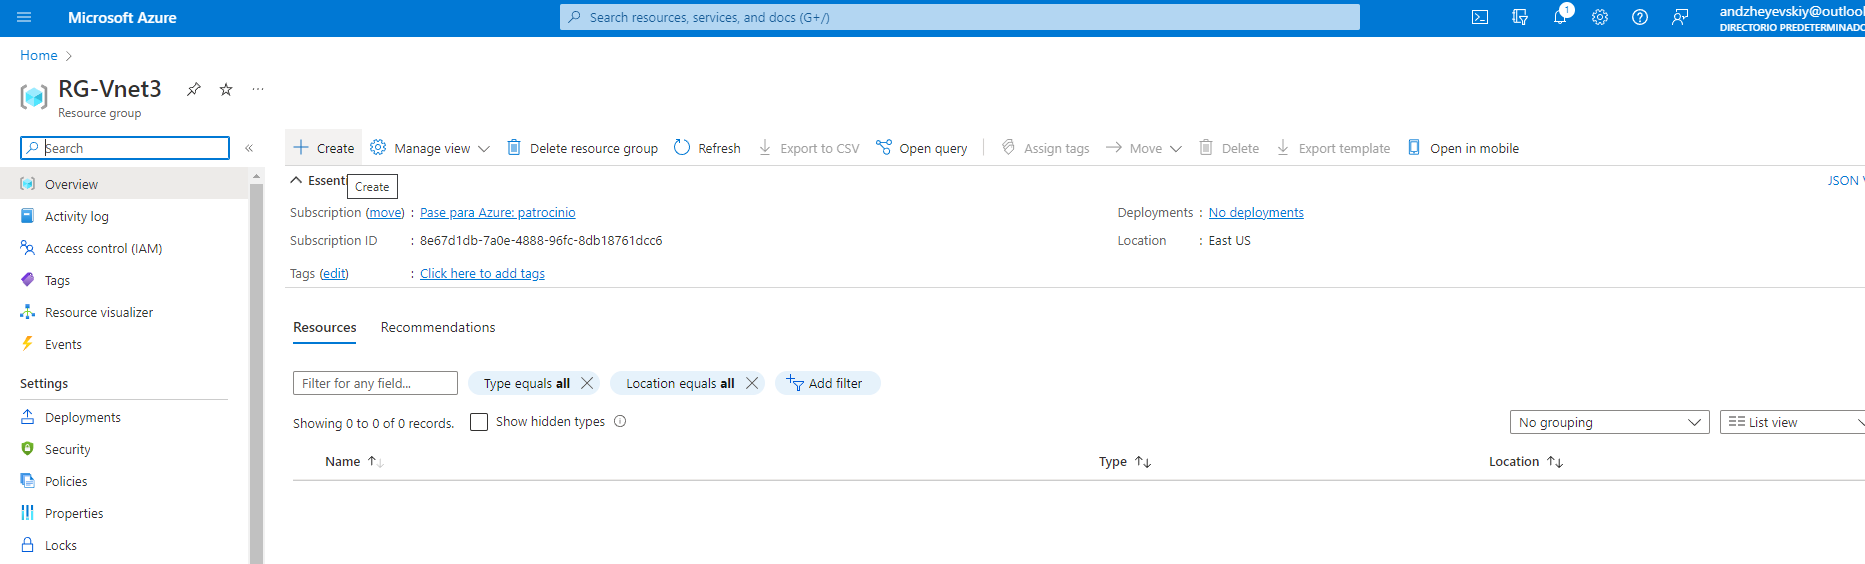 Microsoft Azure
Search resources, services, and docs (G+/)
1
andzheyevskiy@outlool
DIRECTORIO PREDETERMINADO
Home
RG-Vnet3
Resource group
Search
Create
Manage view
Delete resource group
Refresh
Export to CSV
Open query
Assign tags
Move
Delete
Export template
Open in mobile
Overview
Activity log
Access control (IAM)
Tags
Resource visualizer
Events
Settings
Deployments
Security
Policies
Properties
Locks
Essenti
Create
JSON V
Subscription (move) : Pase para Azure: patrocinio
Deployments : No deployments
Subscription ID : 8e67d1db-7a0e-4888-96fc-8db18761dcc6
Location : East US
Tags (edit) : Click here to add tags
Resources Recommendations
Filter for any field...
Type equals all
Location equals all
Add filter
Showing 0 to 0 of 0 records.
Show hidden types
No grouping
List view
Name
Type
Location